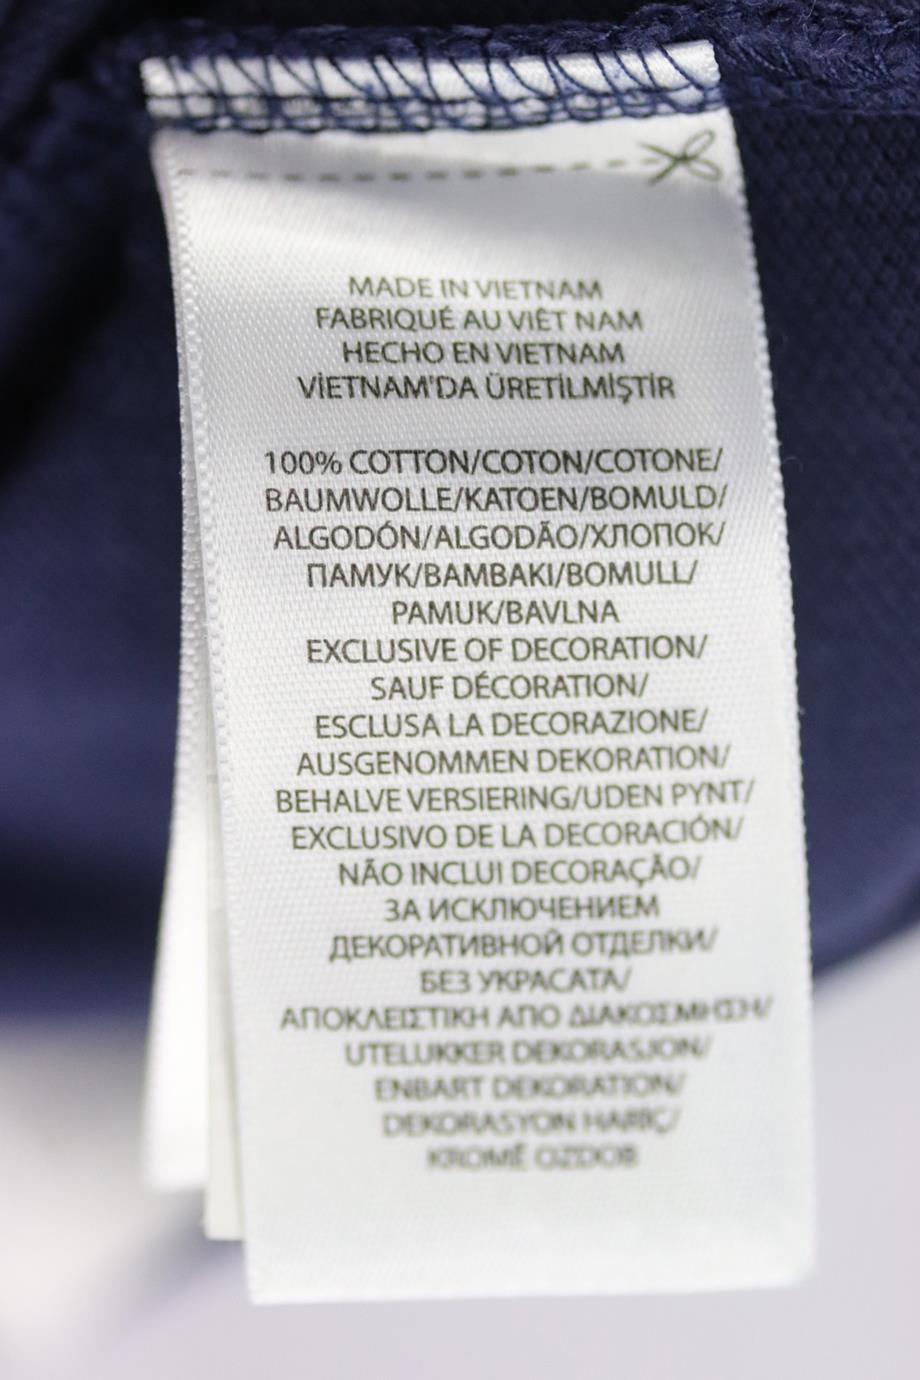 MADE IN VIETNAM
FABRIQUÉ AU VIÊT NAM
HECHO EN VIETNAM
VİETNAM'DA ÜRETİLMİŞTİR
100% COTTON/COTON/COTONE/
BAUMWOLLE/KATOEN/BOMULD/
ALGODÓN/ALGODÃO/ХЛОПОК/
ПАМУК/ΒΑΜΒΑΚΙ/BOMULL/
PAMUK/BAVLNA
EXCLUSIVE OF DECORATION/
SAUF DÉCORATION/
ESCLUSA LA DECORAZIONE/
AUSGENOMMEN DEKORATION/
BEHALVE VERSIERING/UDEN PYNT/
EXCLUSIVO DE LA DECORACIÓN/
NÃO INCLUI DECORAÇÃO/
ЗА ИСКЛЮЧЕНИЕМ
ДЕКОРАТИВНОЙ ОТДЕЛКИ/
БЕЗ УКРАСАТА/
ΑΠΟΚΛΕΙΣΤΙΚΗ ΑΠΟ ΔΙΑΚΟΣΜΗΣΗ/
UTELUKKER DEKORASJON/
ENBART DEKORATION/
DEKORASYON HARİÇ/
KROMĚ OZDOB